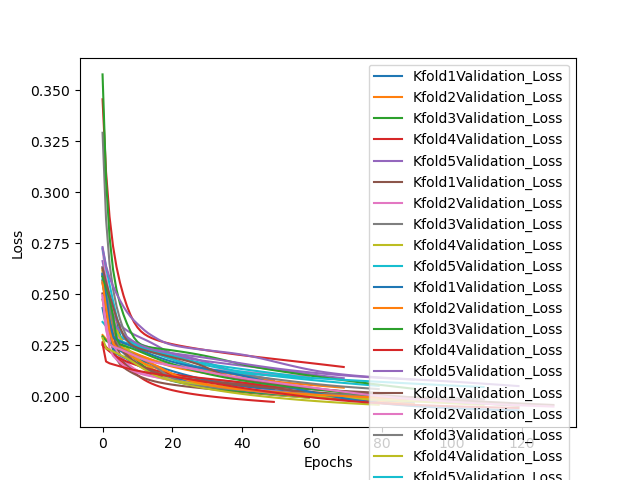 0.350
0.325
0.300
0.275
0.250
0.225
0.200
Loss
0 20 40 60 80 100 120
Epochs
Kfold1Validation_Loss
Kfold2Validation_Loss
Kfold3Validation_Loss
Kfold4Validation_Loss
Kfold5Validation_Loss
Kfold1Validation_Loss
Kfold2Validation_Loss
Kfold3Validation_Loss
Kfold4Validation_Loss
Kfold5Validation_Loss
Kfold1Validation_Loss
Kfold2Validation_Loss
Kfold3Validation_Loss
Kfold4Validation_Loss
Kfold5Validation_Loss
Kfold1Validation_Loss
Kfold2Validation_Loss
Kfold3Validation_Loss
Kfold4Validation_Loss
Kfold5Validation_Loss